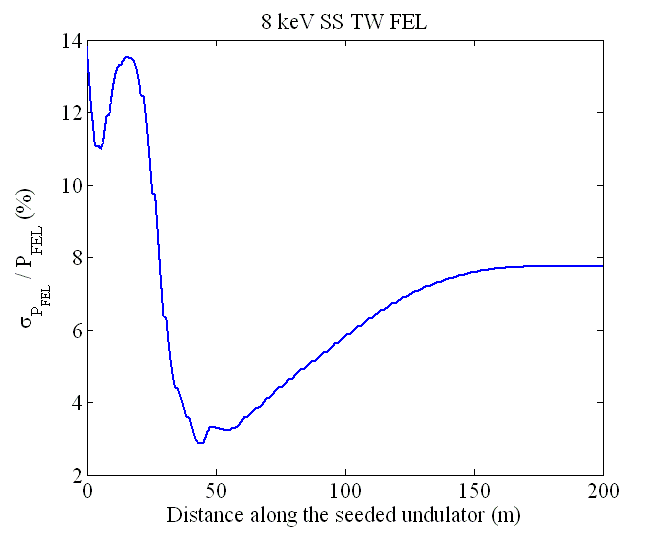 8 keV SS TW FEL
14
12
10
8
6
4
2
σ_{P_{FEL}} / P_{FEL} (%)
0 50 100 150 200
Distance along the seeded undulator (m)